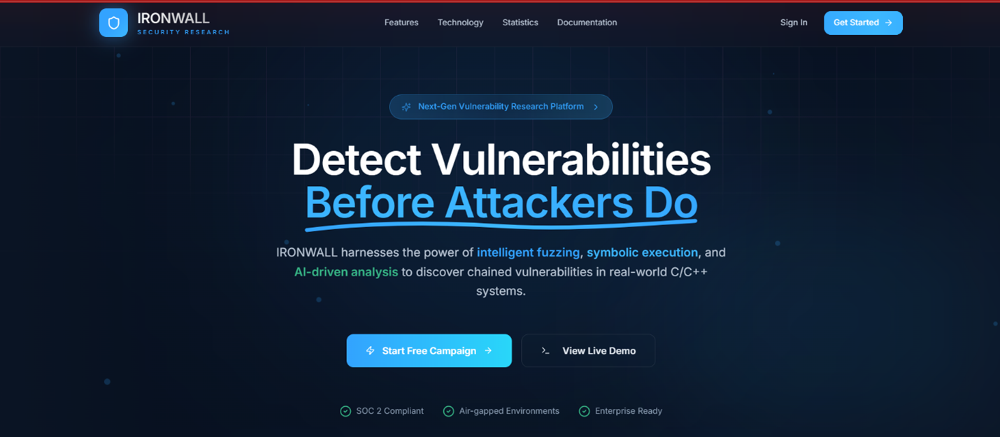 IRONWALL
SECURITY RESEARCH
Features
Technology
Statistics
Documentation
Sign In
Get Started
Next-Gen Vulnerability Research Platform
Detect Vulnerabilities
Before Attackers Do
IRONWALL harnesses the power of intelligent fuzzing, symbolic execution, and
AI-driven analysis to discover chained vulnerabilities in real-world C/C++
systems.
Start Free Campaign
View Live Demo
SOC 2 Compliant
Air-gapped Environments
Enterprise Ready